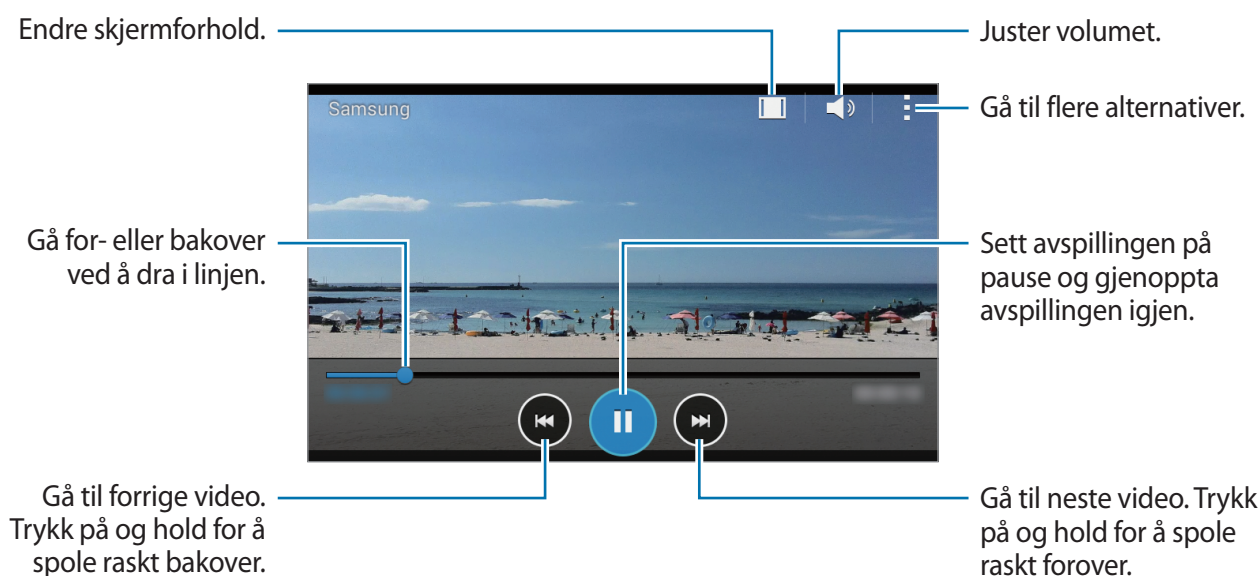 Endre skjermforhold.
Juster volumet.
Samsung
Gå til flere alternativer.
Gå for- eller bakover
ved å dra i linjen.
Sett avspillingen på
pause og gjenoppta
avspillingen igjen.
Gå til forrige video.
Trykk på og hold for å
spole raskt bakover.
Gå til neste video. Trykk
på og hold for å spole
raskt forover.